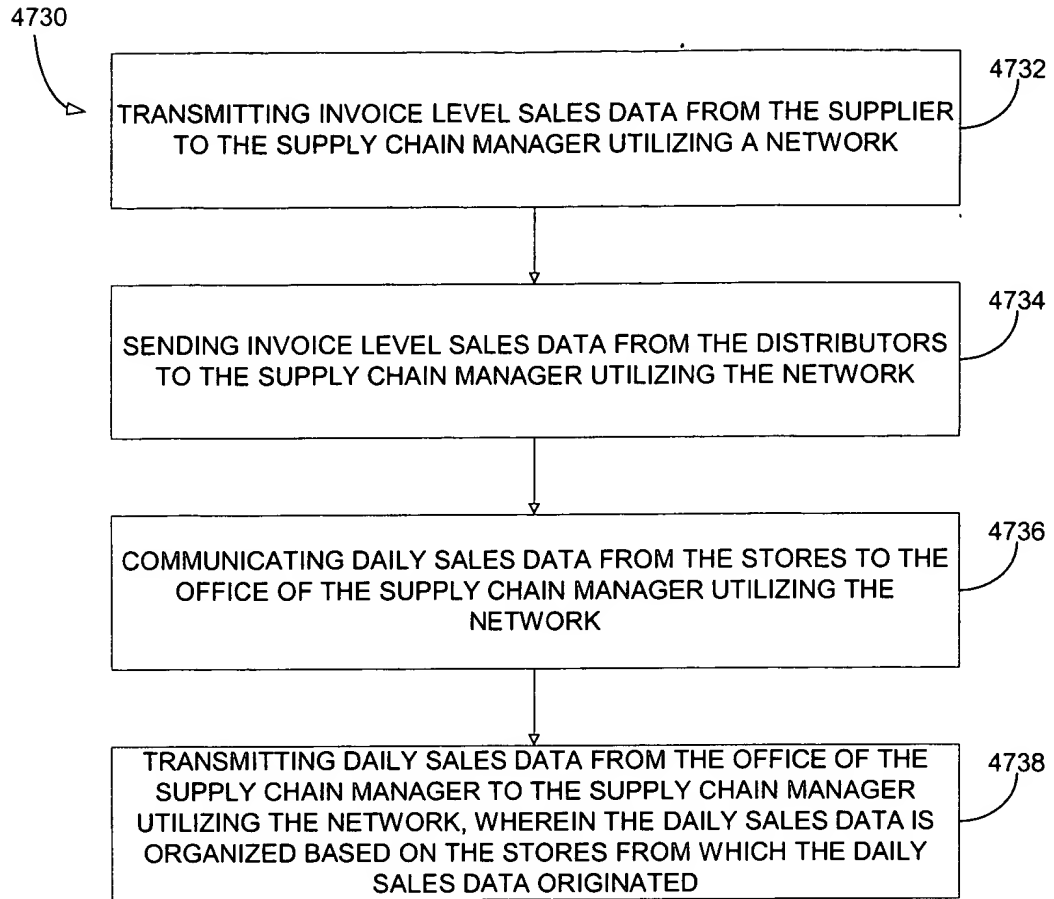 4730
4732
TRANSMITTING INVOICE LEVEL SALES DATA FROM THE SUPPLIER
TO THE SUPPLY CHAIN MANAGER UTILIZING A NETWORK
4734
SENDING INVOICE LEVEL SALES DATA FROM THE DISTRIBUTORS
TO THE SUPPLY CHAIN MANAGER UTILIZING THE NETWORK
4736
COMMUNICATING DAILY SALES DATA FROM THE STORES TO THE
OFFICE OF THE SUPPLY CHAIN MANAGER UTILIZING THE
NETWORK
4738
TRANSMITTING DAILY SALES DATA FROM THE OFFICE OF THE
SUPPLY CHAIN MANAGER TO THE SUPPLY CHAIN MANAGER
UTILIZING THE NETWORK, WHEREIN THE DAILY SALES DATA IS
ORGANIZED BASED ON THE STORES FROM WHICH THE DAILY
SALES DATA ORIGINATED